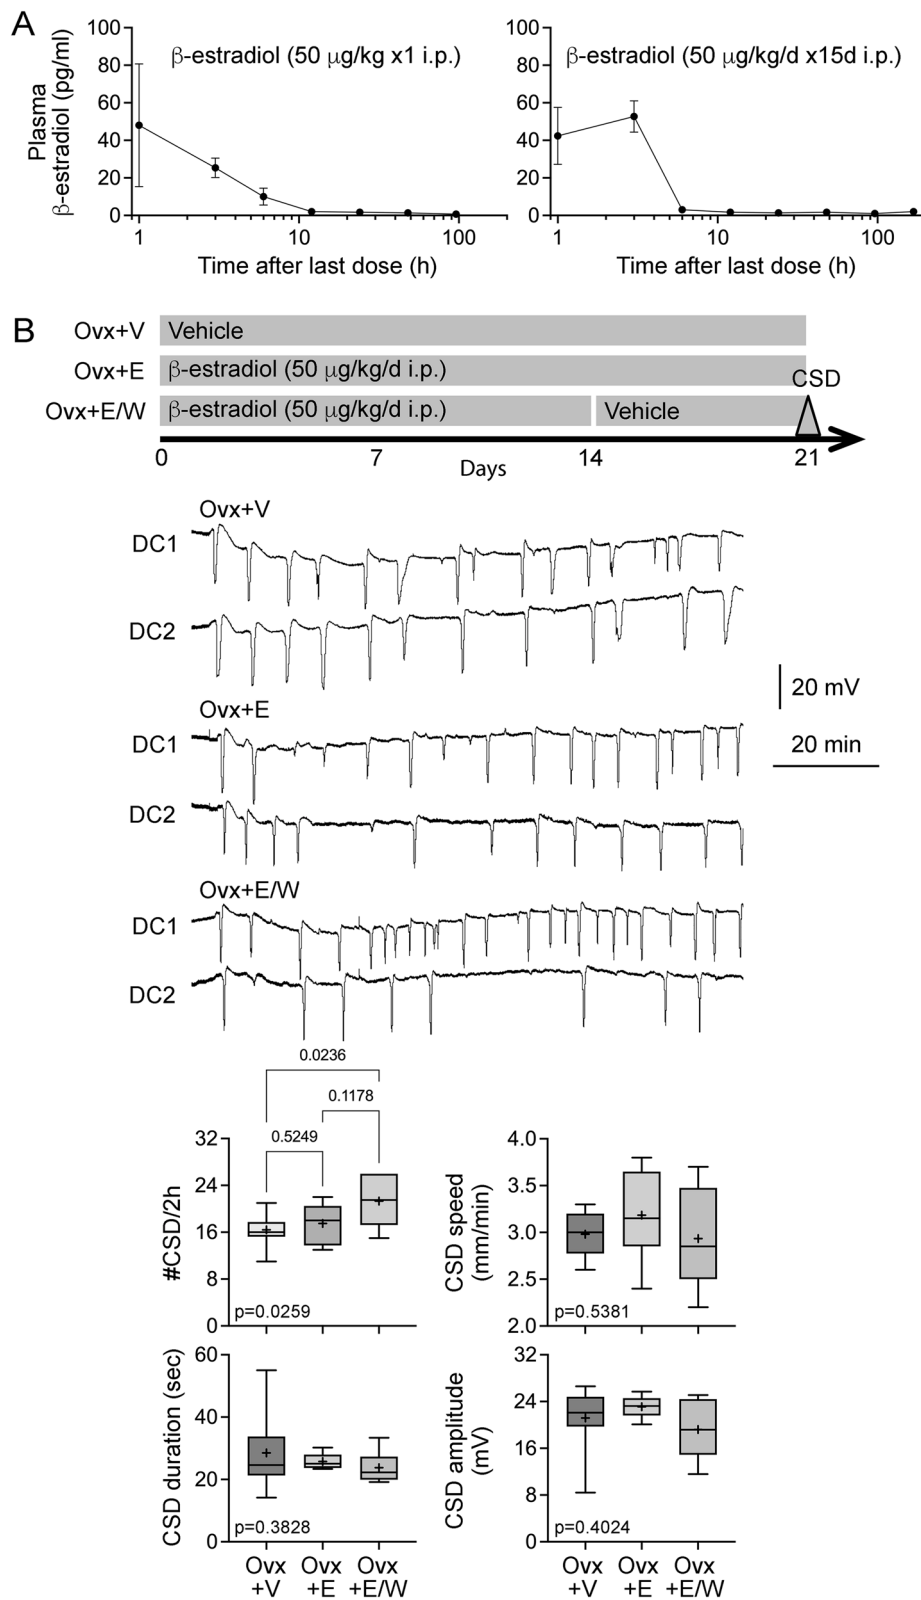 A
β-estradiol (50 μg/kg x1 i.p.)
Plasma
β-estradiol (pg/ml)
100
80
60
40
20
0
1
10
100
Time after last dose (h)
β-estradiol (50 μg/kg/d x15d i.p.)
100
80
60
40
20
0
1
10
100
Time after last dose (h)
B
Ovx+V
Vehicle
Ovx+E
β-estradiol (50 μg/kg/d i.p.)
CSD
Ovx+E/W
β-estradiol (50 μg/kg/d i.p.)
Vehicle
0
7
14
21
Days
Ovx+V
DC1
DC2
20 mV
20 min
Ovx+E
DC1
DC2
Ovx+E/W
DC1
DC2
0.0236
0.1178
0.5249
#CSD/2h
32
24
16
8
0
p=0.0259
CSD speed
(mm/min)
4.0
3.5
3.0
2.5
2.0
p=0.5381
CSD duration (sec)
60
40
20
0
p=0.3828
Ovx
+V
Ovx
+E
Ovx
+E/W
CSD amplitude
(mV)
32
24
16
8
0
p=0.4024
Ovx
+V
Ovx
+E
Ovx
+E/W